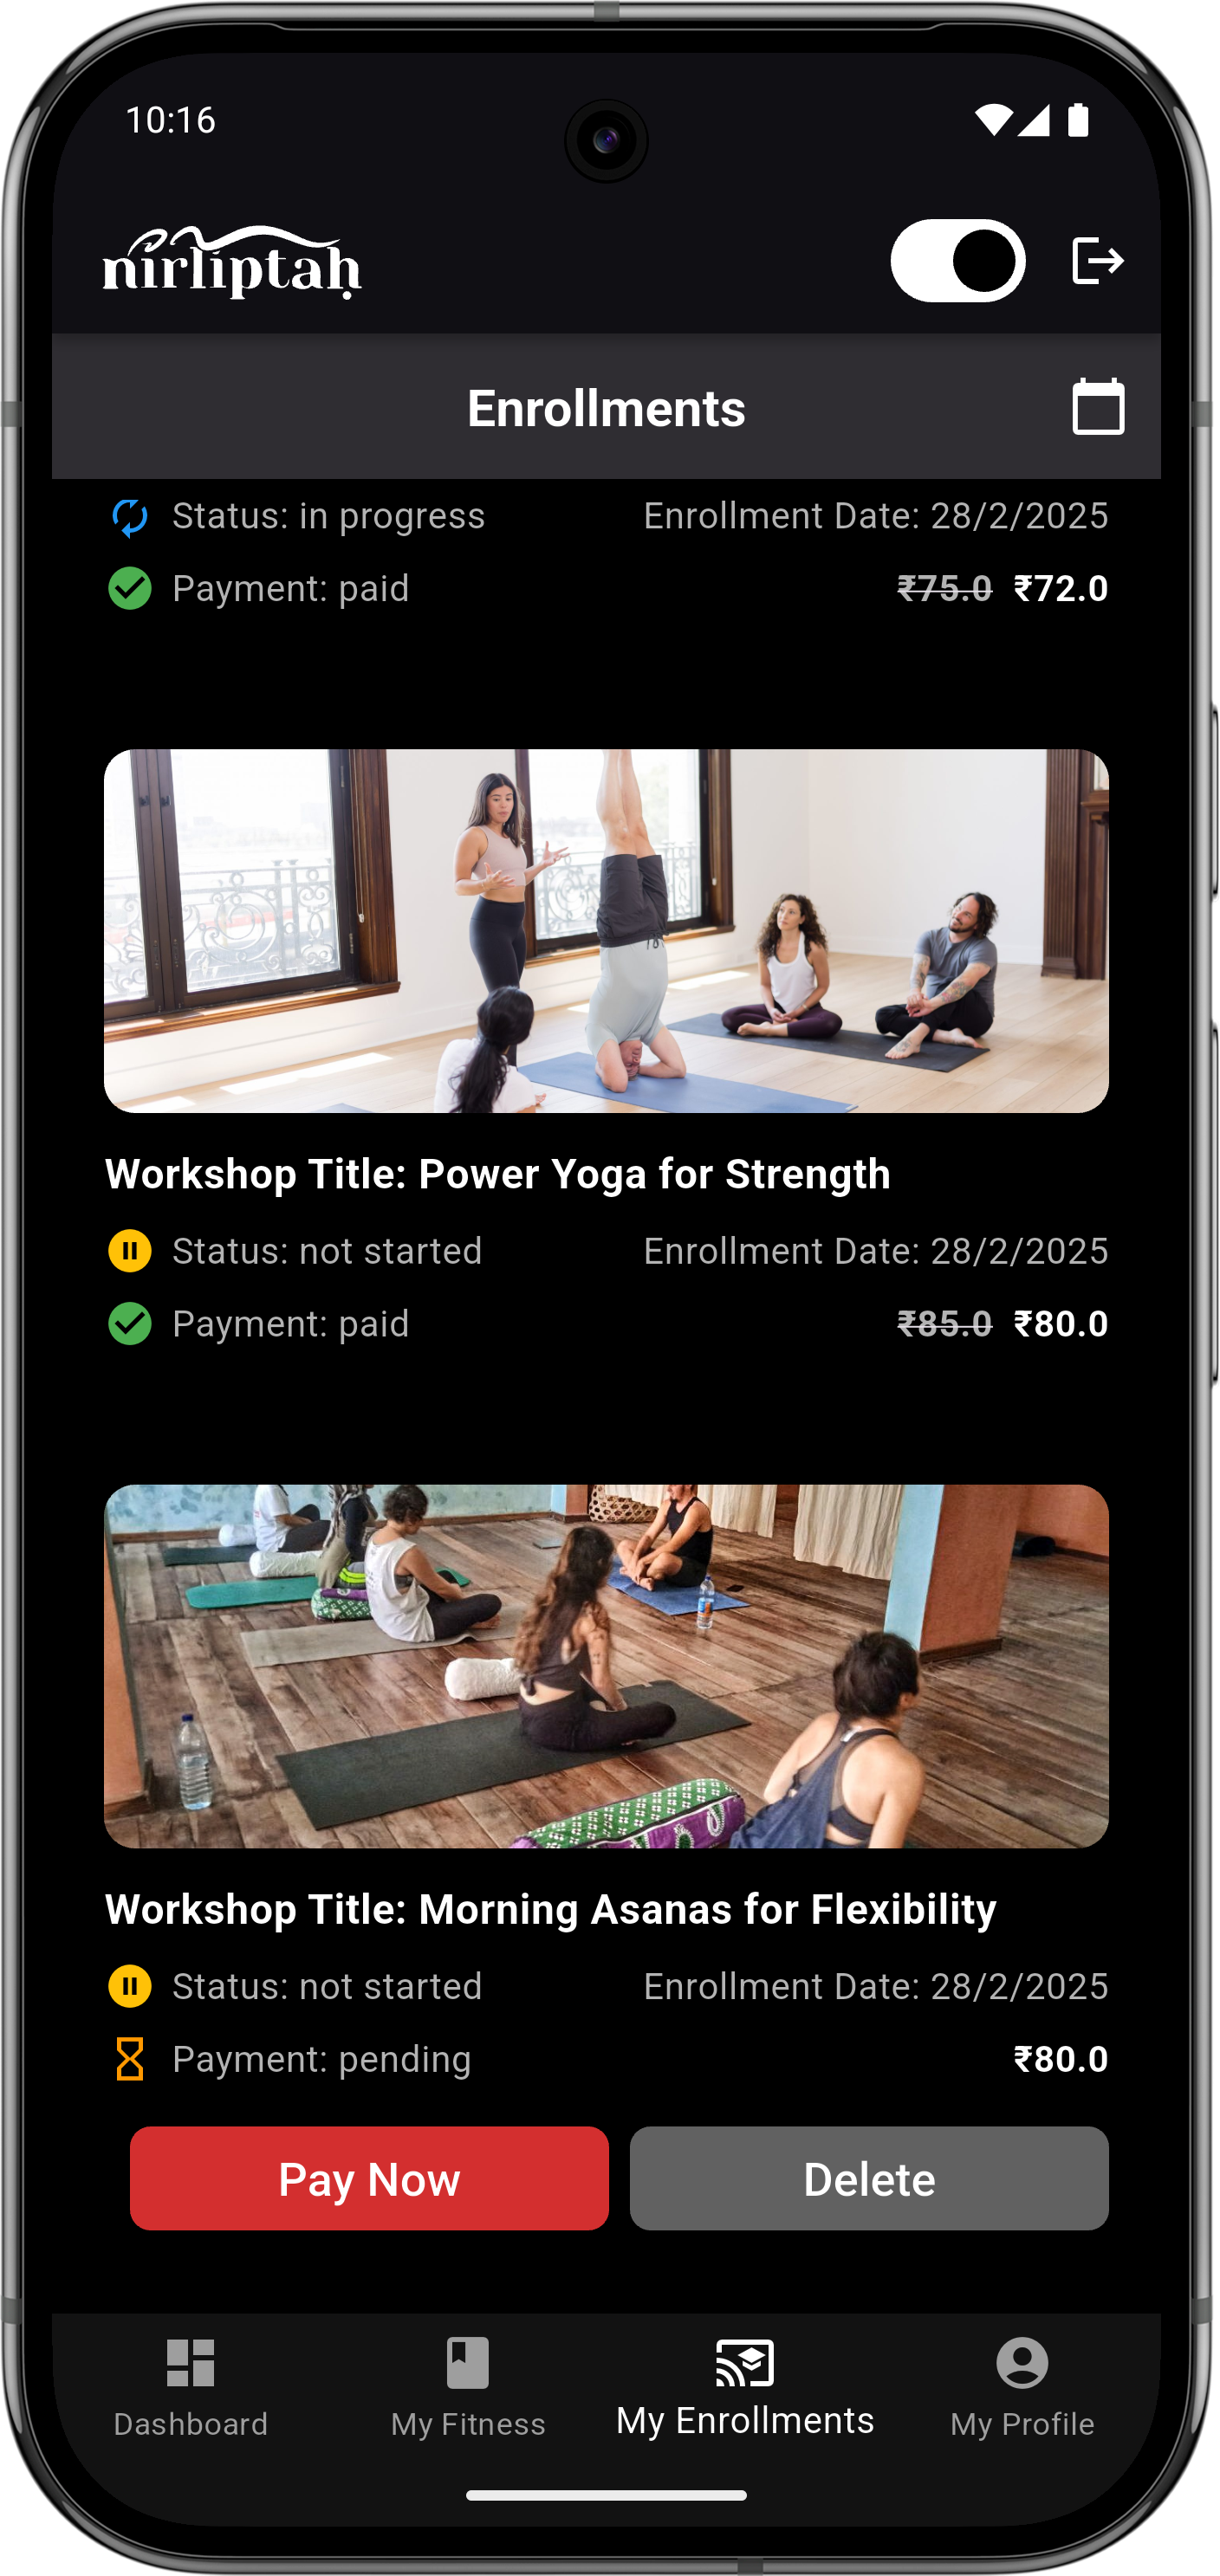 10:16
nirliptaḥ
Enrollments
Status: in progress Enrollment Date: 28/2/2025
Payment: paid ₹75.0 ₹72.0
Workshop Title: Power Yoga for Strength
Status: not started Enrollment Date: 28/2/2025
Payment: paid ₹85.0 ₹80.0
Workshop Title: Morning Asanas for Flexibility
Status: not started Enrollment Date: 28/2/2025
Payment: pending ₹80.0
Pay Now Delete
Dashboard My Fitness My Enrollments My Profile